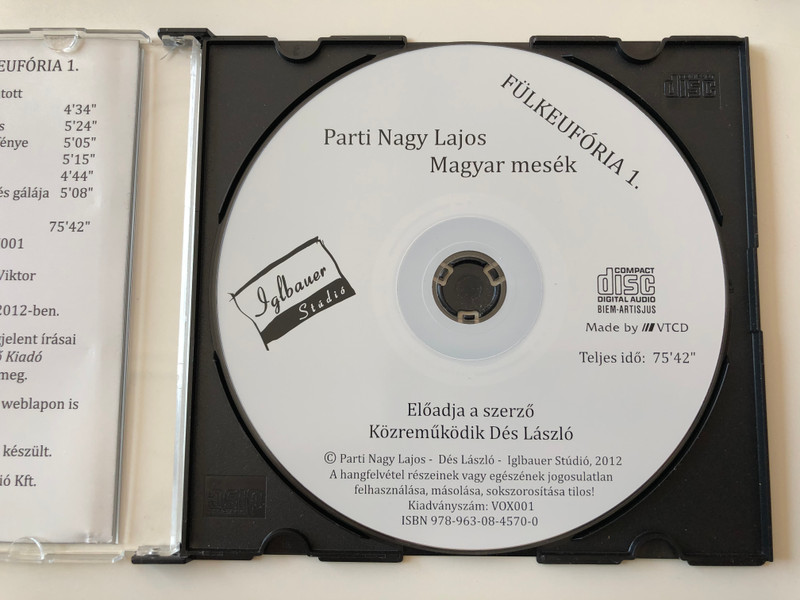 EUFÓRIA 1.
4'34"
5'24"
5'05"
5'15"
4'44"
és gálája 5'08"
75'42"
001
Viktor
2012-ben.
jelent írásai
Kiadó
meg.
weblapon is
készült.
ió Kft.
FÜLKEUFÓRIA 1.
Parti Nagy Lajos
Magyar mesék
Iglbauer
Stúdió
COMPACT
disc
DIGITAL AUDIO
BIEM-ARTISJUS
Made by VTCD
Teljes idő: 75'42"
Előadja a szerző
Közreműködik Dés László
© Parti Nagy Lajos - Dés László - Iglbauer Stúdió, 2012
A hangfelvétel részeinek vagy egészének jogosulatlan
felhasználása, másolása, sokszorosítása tilos!
Kiadványszám: VOX001
ISBN 978-963-08-4570-0